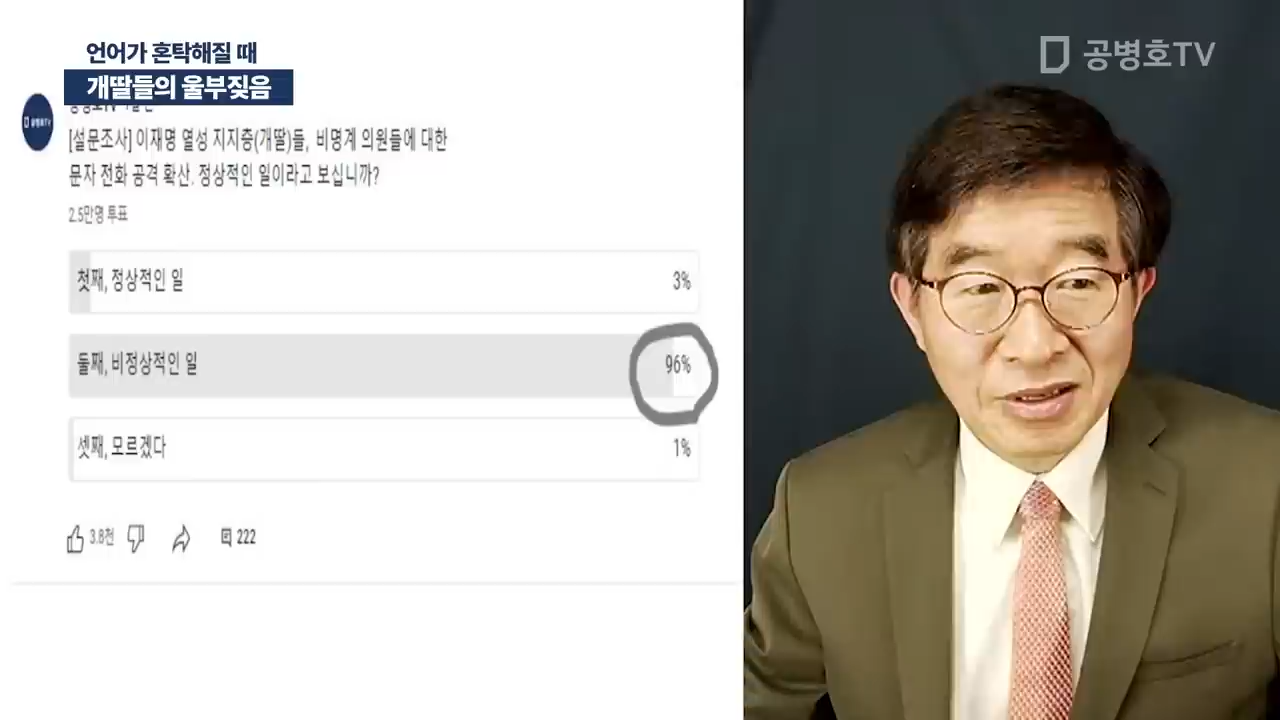 언어가 혼탁해질 때
개딸들의 울부짖음
공병호TV
공병호TV
[설문조사] 이재명 열성 지지층(개딸)들, 비명계 의원들에 대한
문자 전화 공격 확산. 정상적인 일이라고 보십니까?
2.5만명 투표
첫째, 정상적인 일 3%
둘째, 비정상적인 일 96%
셋째, 모르겠다 1%
3.8천 222